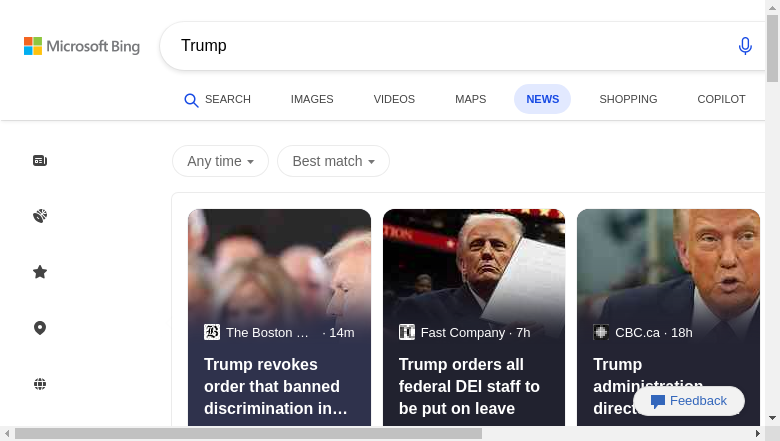 Microsoft Bing
Trump
SEARCH IMAGES VIDEOS MAPS NEWS SHOPPING COPILOT
Any time Best match
The Boston … · 14m
Trump revokes
order that banned
discrimination in…
Fast Company · 7h
Trump orders all
federal DEI staff to
be put on leave
CBC.ca · 18h
Trump
administration
Feedback